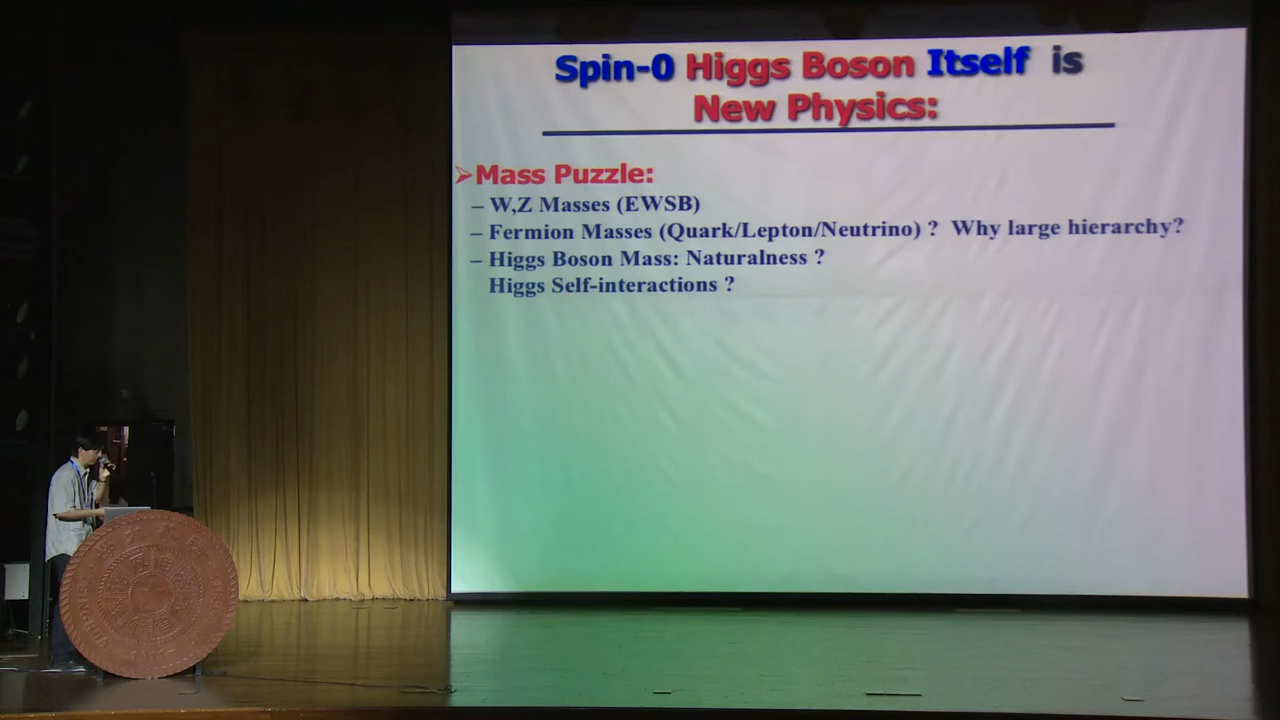 Spin-0 Higgs Boson Itself is
New Physics:
➢Mass Puzzle:
– W,Z Masses (EWSB)
– Fermion Masses (Quark/Lepton/Neutrino) ? Why large hierarchy?
– Higgs Boson Mass: Naturalness ?
Higgs Self-interactions ?